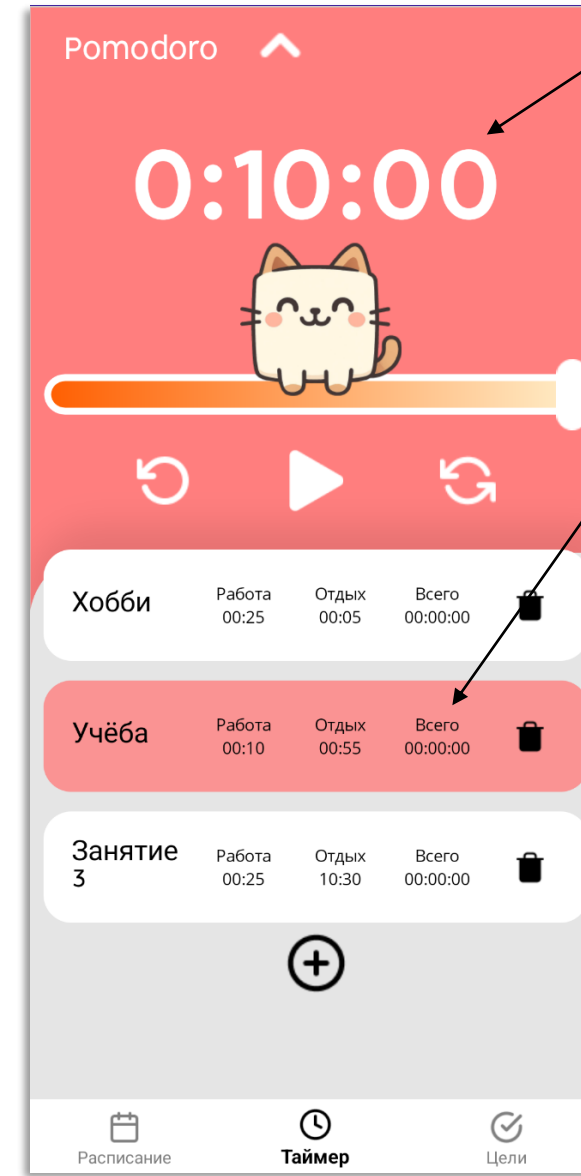 Pomodoro
0:10:00
Хобби
Работа Отдых Всего
00:25 00:05 00:00:00
Учёба
Работа Отдых Всего
00:10 00:55 00:00:00
Занятие
3
Работа Отдых Всего
00:25 10:30 00:00:00
Расписание Таймер Цели